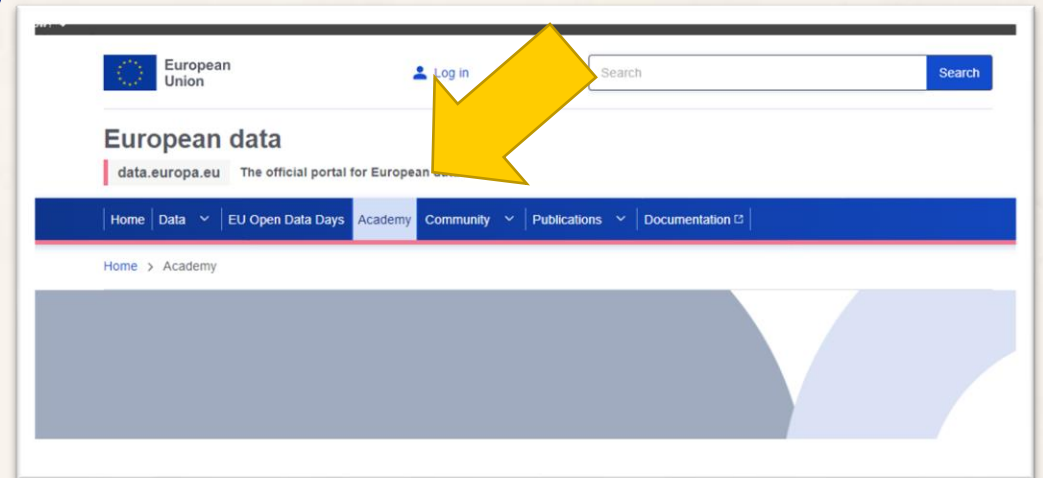 European
Union
Log in
Search
Search
European data
data.europa.eu The official portal for European
Home Data EU Open Data Days Academy Community Publications Documentation
Home > Academy